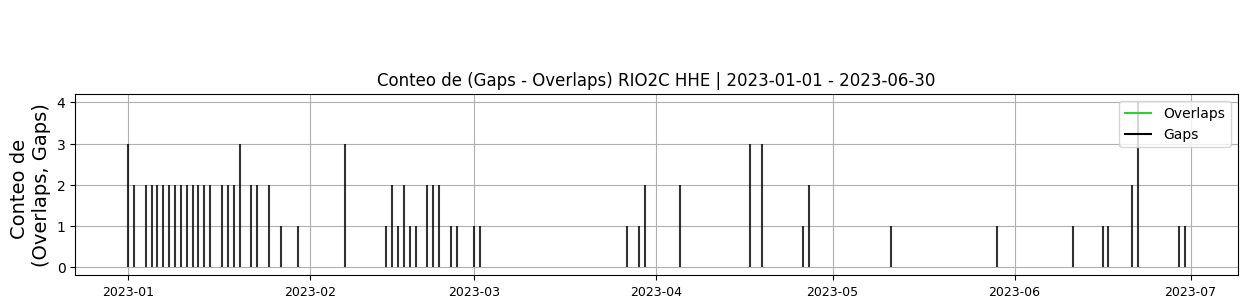 Conteo de (Gaps - Overlaps) RIO2C HHE | 2023-01-01 - 2023-06-30
Conteo de
(Overlaps, Gaps)
4
3
2
1
0
Overlaps
Gaps
2023-01
2023-02
2023-03
2023-04
2023-05
2023-06
2023-07